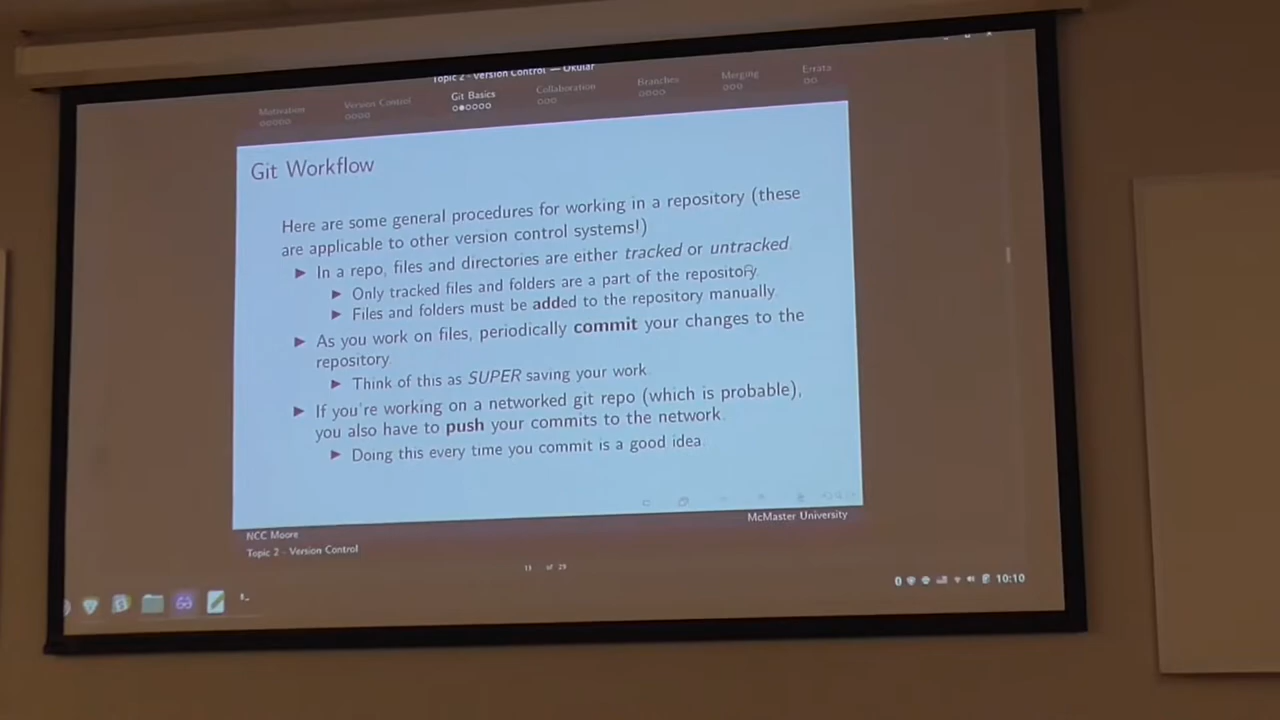 Topic 2 - Version Control — Okular
Motivation
Version Control
Git Basics
Collaboration
Branches
Merging
Errata
Git Workflow
Here are some general procedures for working in a repository (these
are applicable to other version control systems!)
In a repo, files and directories are either tracked or untracked.
Only tracked files and folders are a part of the repository.
Files and folders must be added to the repository manually.
As you work on files, periodically commit your changes to the
repository.
Think of this as SUPER saving your work.
If you're working on a networked git repo (which is probable),
you also have to push your commits to the network.
Doing this every time you commit is a good idea.
NCC Moore
McMaster University
Topic 2 - Version Control
of 29
10:10